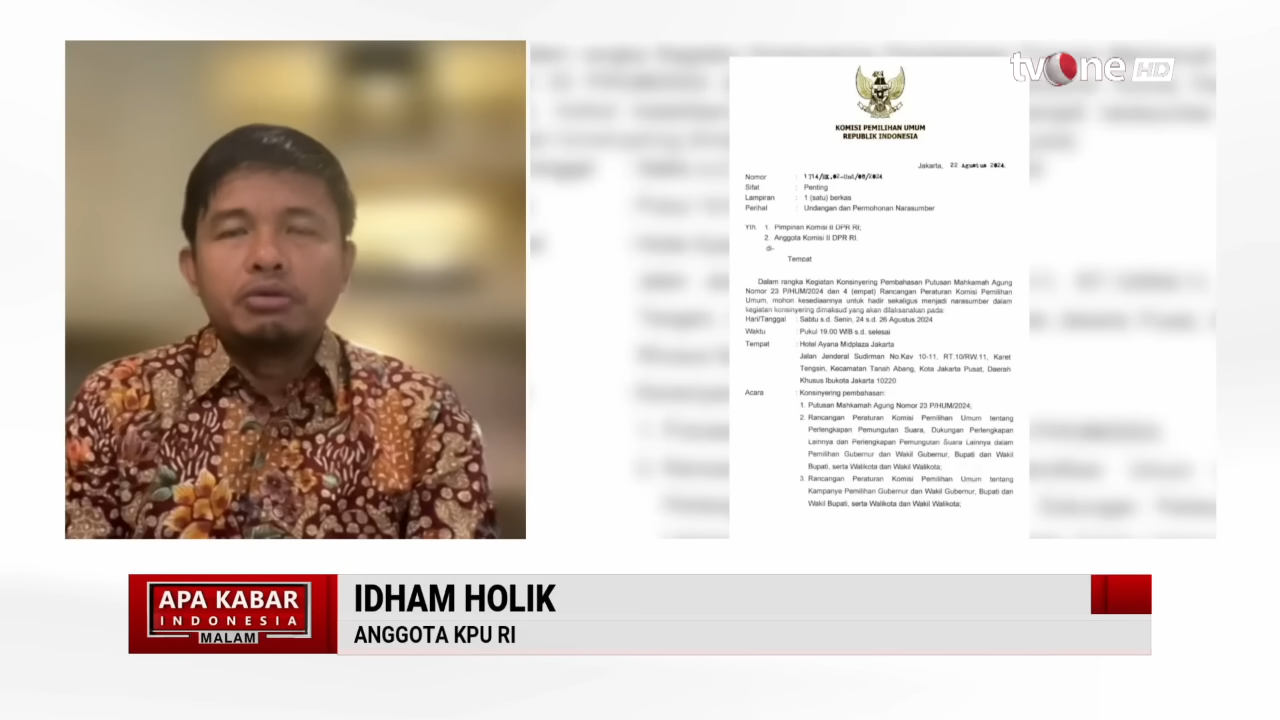 tvOne HD
KOMISI PEMILIHAN UMUM
REPUBLIK INDONESIA
Jakarta, 22 Agustus 2024.
Nomor :
Sifat : Penting
Lampiran : 1 (satu) berkas
Perihal : Undangan dan Permohonan Narasumber
Yth. 1. Pimpinan Komisi II DPR RI;
2. Anggota Komisi II DPR RI.
di-
Tempat
Dalam rangka Kegiatan Konsinyering Pembahasan Putusan Mahkamah Agung
Nomor 23 P/HUM/2024 dan 4 (empat) Rancangan Peraturan Komisi Pemilihan
Umum, mohon kesediaannya untuk hadir sekaligus menjadi narasumber dalam
kegiatan konsinyering dimaksud yang akan dilaksanakan pada:
Hari/Tanggal : Sabtu s.d. Senin, 24 s.d. 26 Agustus 2024
Waktu : Pukul 19.00 WIB s.d. selesai
Tempat : Hotel Ayana Midplaza Jakarta
Jalan Jenderal Sudirman No.Kav 10-11, RT.10/RW.11, Karet
Tengsin, Kecamatan Tanah Abang, Kota Jakarta Pusat, Daerah
Khusus Ibukota Jakarta 10220
Acara : Konsinyering pembahasan:
1. Putusan Mahkamah Agung Nomor 23 P/HUM/2024;
2. Rancangan Peraturan Komisi Pemilihan Umum tentang
Perlengkapan Pemungutan Suara, Dukungan Perlengkapan
Lainnya dan Perlengkapan Pemungutan Suara Lainnya dalam
Pemilihan Gubernur dan Wakil Gubernur, Bupati dan Wakil
Bupati, serta Walikota dan Wakil Walikota;
3. Rancangan Peraturan Komisi Pemilihan Umum tentang
Kampanye Pemilihan Gubernur dan Wakil Gubernur, Bupati dan
Wakil Bupati, serta Walikota dan Wakil Walikota;
APA KABAR
INDONESIA
MALAM
IDHAM HOLIK
ANGGOTA KPU RI